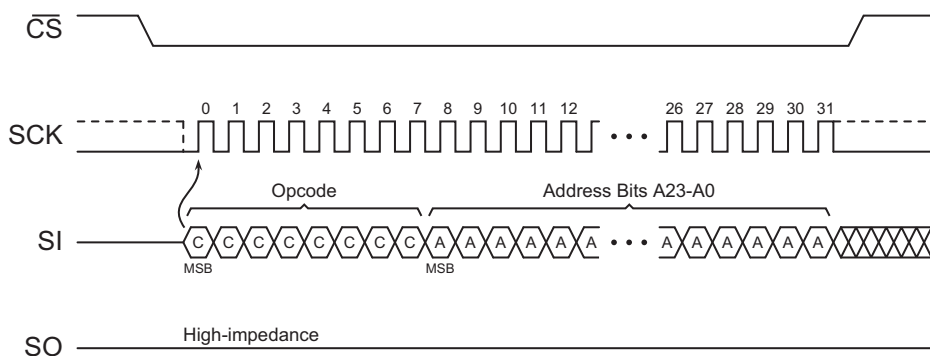 CS
0 1 2 3 4 5 6 7 8 9 10 11 12 26 27 28 29 30 31
SCK
Opcode Address Bits A23-A0
SI C C C C C C C C A A A A A A A A A A A A
MSB MSB
High-impedance
SO